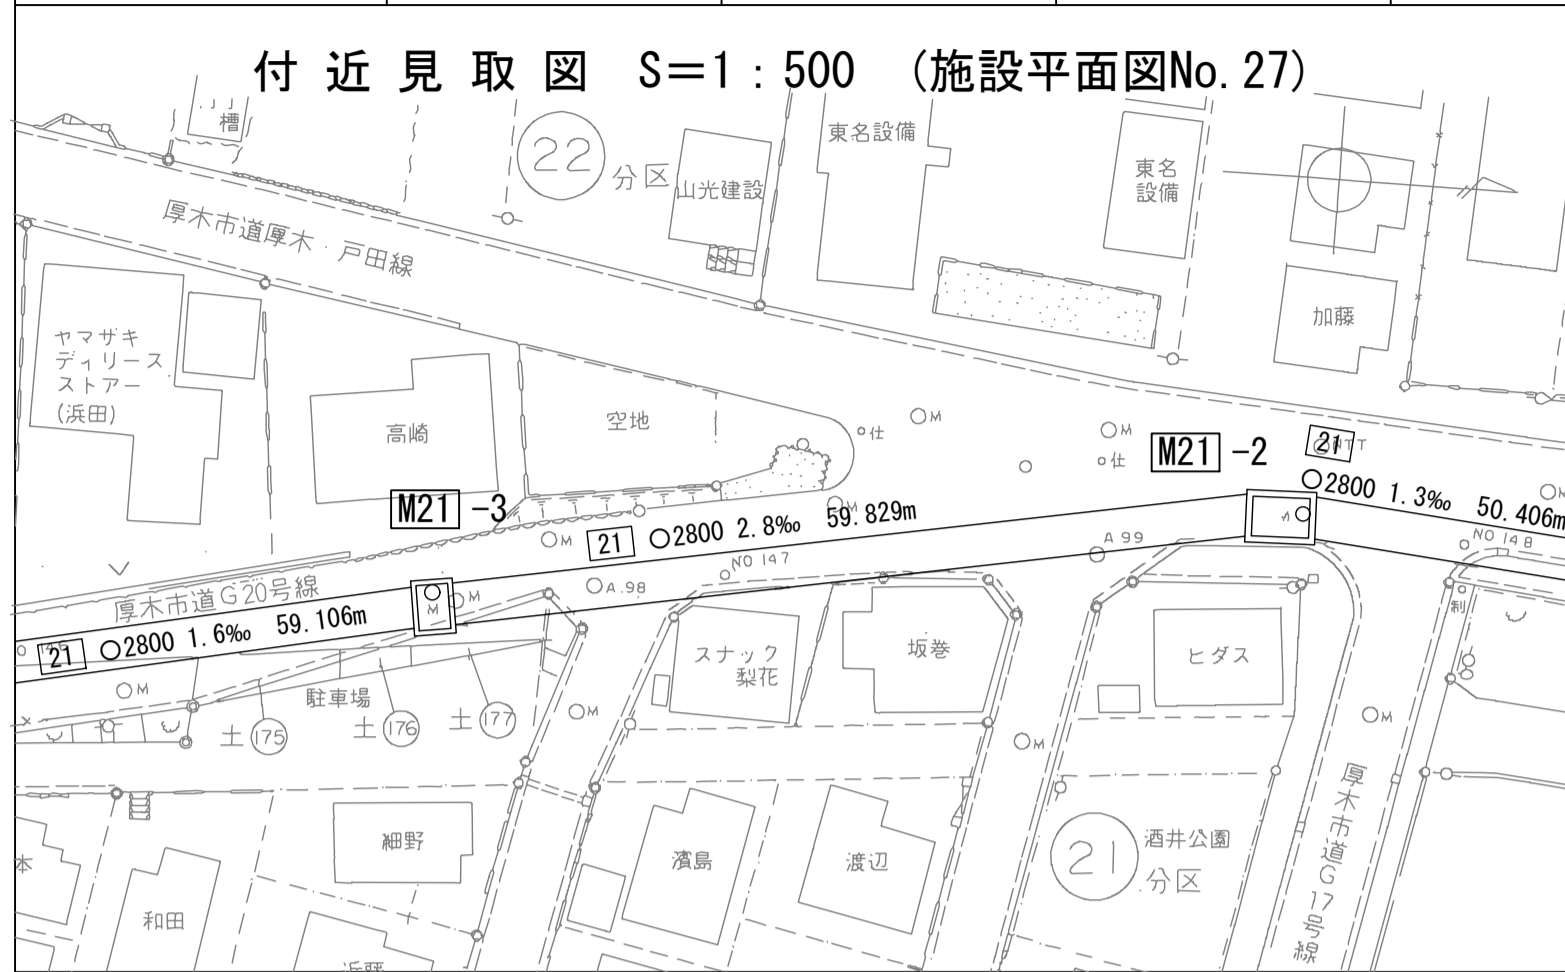 付近見取図 S=1:500 (施設平面図No.27)
槽
22
分区
山光建設
東名設備
東名
設備
厚木市道厚木・戸田線
ヤマザキ
ディリース
ストアー
(浜田)
高崎
空地
加藤
仕
M
M
仕
M21 -2
21
NTT
○2800 1.3‰ 50.406m
M
M21 -3
M
21 ○2800 2.8‰ 59.829m
M
A 99
NO 148
NO 147
A.98
M
M
厚木市道G20号線
21 ○2800 1.6‰ 59.106m
M
制
スナック
梨花
坂巻
ヒダス
駐車場
土 175
土 176
土 177
M
M
M
細野
濱島
渡辺
21
分区
酒井公園
厚木市道G17号線
本
和田